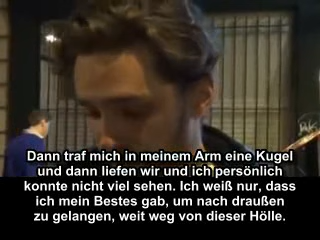 Dann traf mich in meinem Arm eine Kugel
und dann liefen wir und ich persönlich
konnte nicht viel sehen. Ich weiß nur, dass
ich mein Bestes gab, um nach draußen
zu gelangen, weit weg von dieser Hölle.